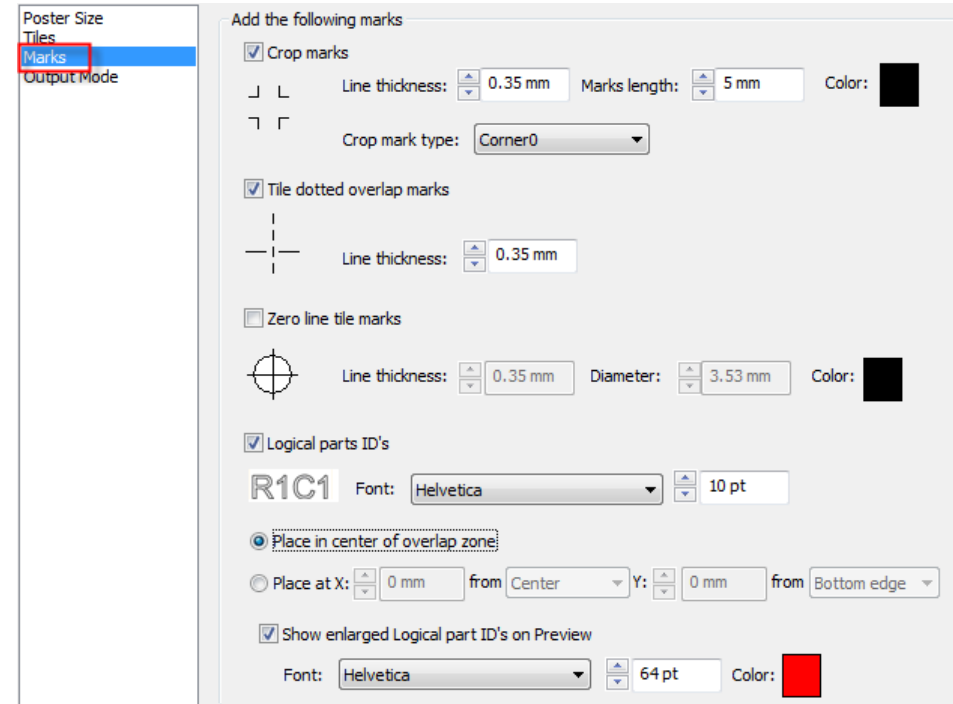 Poster Size
Tiles
Marks
Output Mode
Add the following marks
Crop marks
Line thickness: 0.35 mm Marks length: 5 mm Color:
Crop mark type: Corner0
Tile dotted overlap marks
Line thickness: 0.35 mm
Zero line tile marks
Line thickness: 0.35 mm Diameter: 3.53 mm Color:
Logical parts ID's
R1C1 Font: Helvetica 10 pt
Place in center of overlap zone
Place at X: 0 mm from Center Y: 0 mm from Bottom edge
Show enlarged Logical part ID's on Preview
Font: Helvetica 64 pt Color: